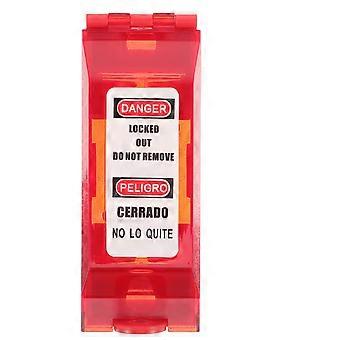 DANGER
LOCKED
OUT
DO NOT REMOVE
PELIGRO
CERRADO
NO LO QUITE